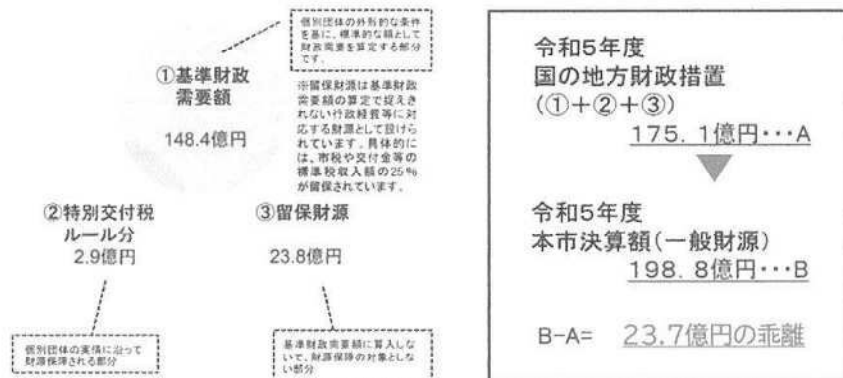 個別団体の外形的な条件
を基に、標準的な額として
財政需要を算定する部分
です。
①基準財政
需要額
148.4億円
※留保財源は基準財政
需要額の算定で捉えき
れない行政経費等に対
応する財源として設けら
れています。具体的に
は、市税や交付金等の
標準税収入額の25%
が留保されています。
②特別交付税
ルール分
2.9億円
③留保財源
23.8億円
個別団体の実情に沿って
財源保障される部分
基準財政需要額に算入しな
いで、財源保障の対象としな
い部分
令和5年度
国の地方財政措置
(①+②+③)
175.1億円・・・A
令和5年度
本市決算額(一般財源)
198.8億円・・・B
B-A= 23.7億円の乖離